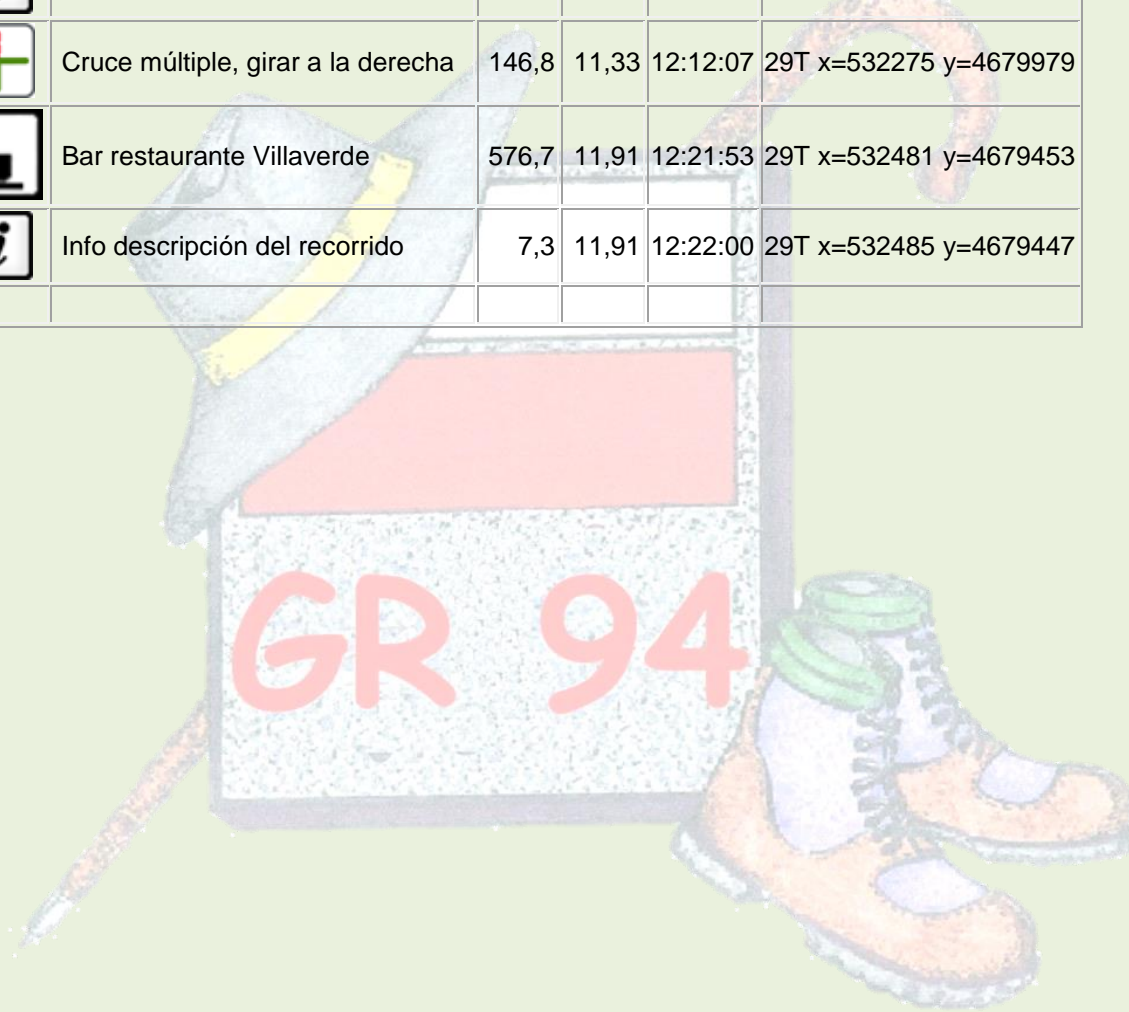 Cruce múltiple, girar a la derecha 146,8 11,33 12:12:07 29T x=532275 y=4679979
Bar restaurante Villaverde 576,7 11,91 12:21:53 29T x=532481 y=4679453
Info descripción del recorrido 7,3 11,91 12:22:00 29T x=532485 y=4679447
GR 94